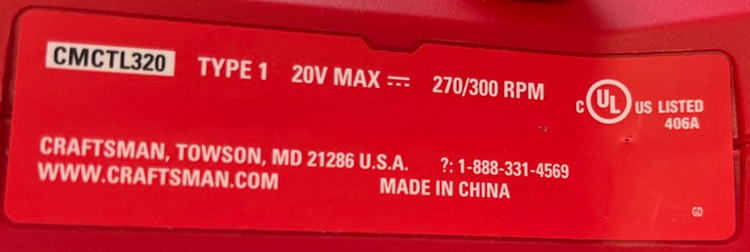 CMCTL320 TYPE 1 20V MAX ⎓ 270/300 RPM
C UL US LISTED
406A
CRAFTSMAN, TOWSON, MD 21286 U.S.A. ?: 1-888-331-4569
WWW.CRAFTSMAN.COM MADE IN CHINA
GD